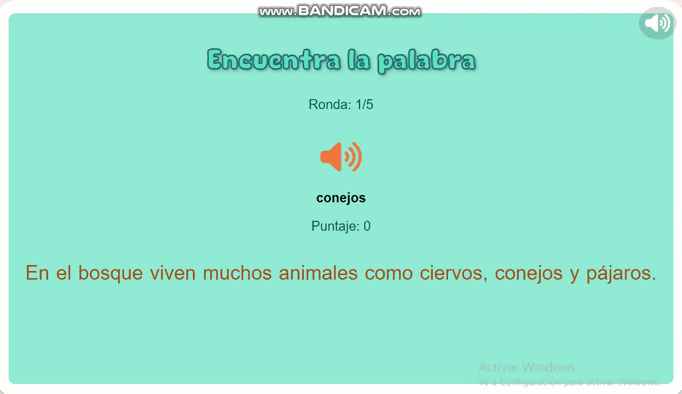 www.BANDICAM.com
Encuentra la palabra
Ronda: 1/5
conejos
Puntaje: 0
En el bosque viven muchos animales como ciervos, conejos y pájaros.
Activar Windows
Ve a Configuración para activar Windows.